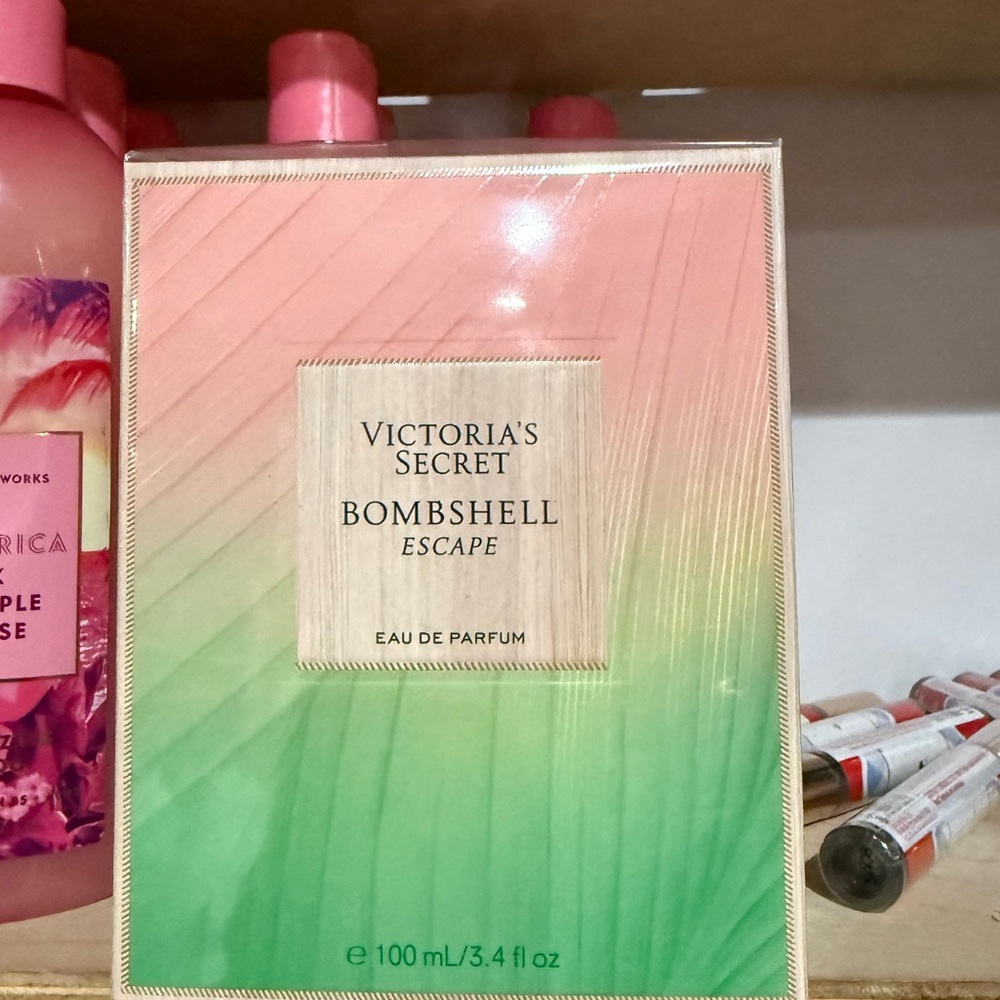 VICTORIA'S
SECRET
BOMBSHELL
ESCAPE
EAU DE PARFUM
℮ 100 mL/3.4 fl oz
WORKS
RICA
PLE
SE